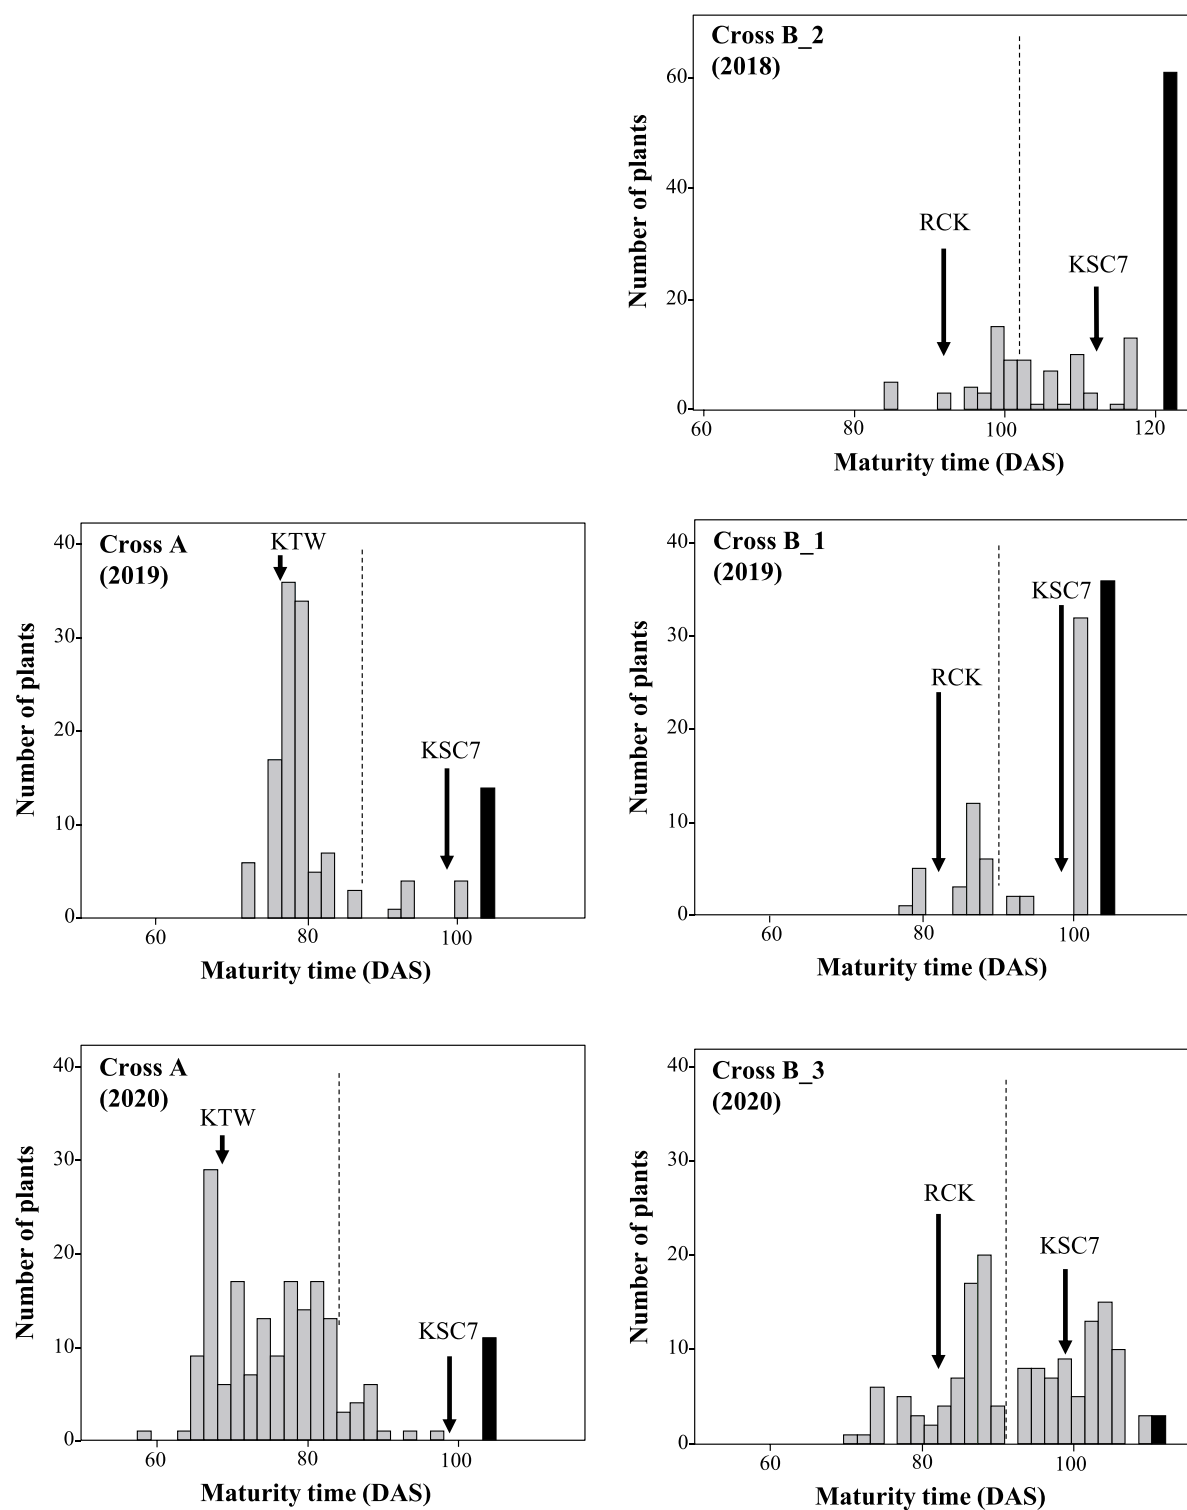 Cross B_2
(2018)
60
40
20
0
RCK
KSC7
Number of plants
60
80
100
120
Maturity time (DAS)
Cross A
(2019)
KTW
KSC7
40
30
20
10
0
Number of plants
60
80
100
Maturity time (DAS)
Cross B_1
(2019)
KSC7
RCK
40
30
20
10
0
Number of plants
60
80
100
Maturity time (DAS)
Cross A
(2020)
KTW
KSC7
40
30
20
10
0
Number of plants
60
80
100
Maturity time (DAS)
Cross B_3
(2020)
RCK
KSC7
40
30
20
10
0
Number of plants
60
80
100
Maturity time (DAS)